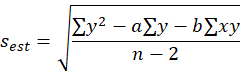 s_est = √((∑y² − a∑y − b∑xy) / (n − 2))